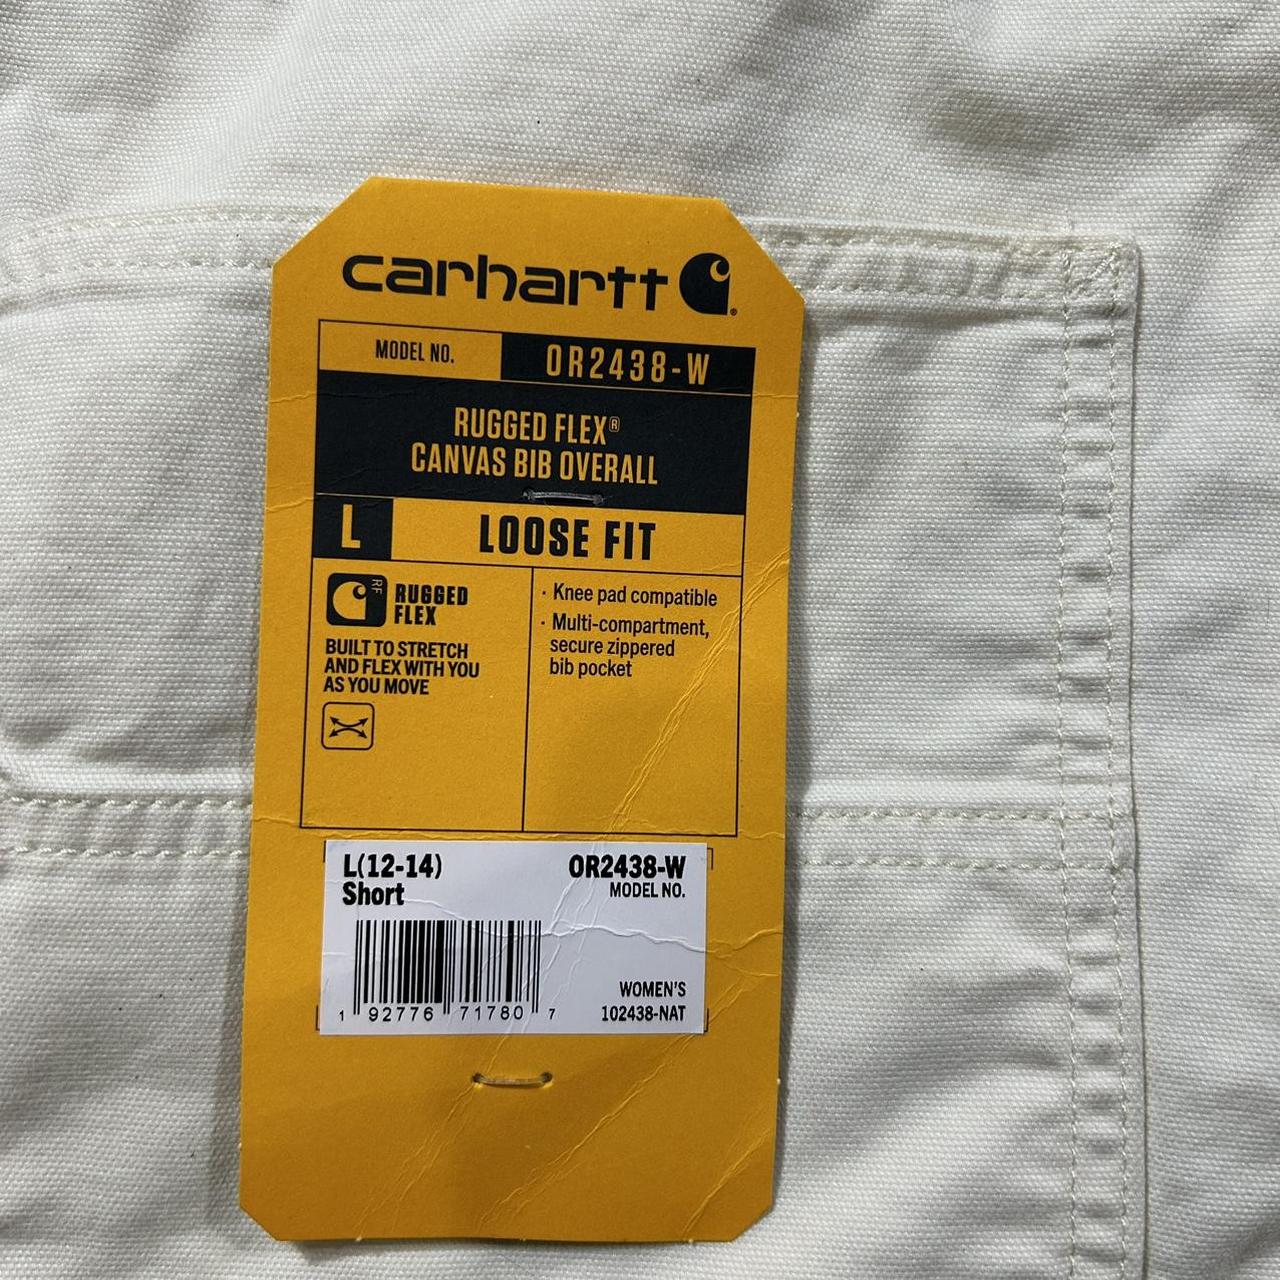 carhartt
MODEL NO. OR2438-W
RUGGED FLEX®
CANVAS BIB OVERALL
L LOOSE FIT
RF
RUGGED
FLEX
BUILT TO STRETCH
AND FLEX WITH YOU
AS YOU MOVE
· Knee pad compatible
· Multi-compartment,
secure zippered
bib pocket
L(12-14) OR2438-W
Short MODEL NO.
WOMEN'S
1 92776 71780 7 102438-NAT